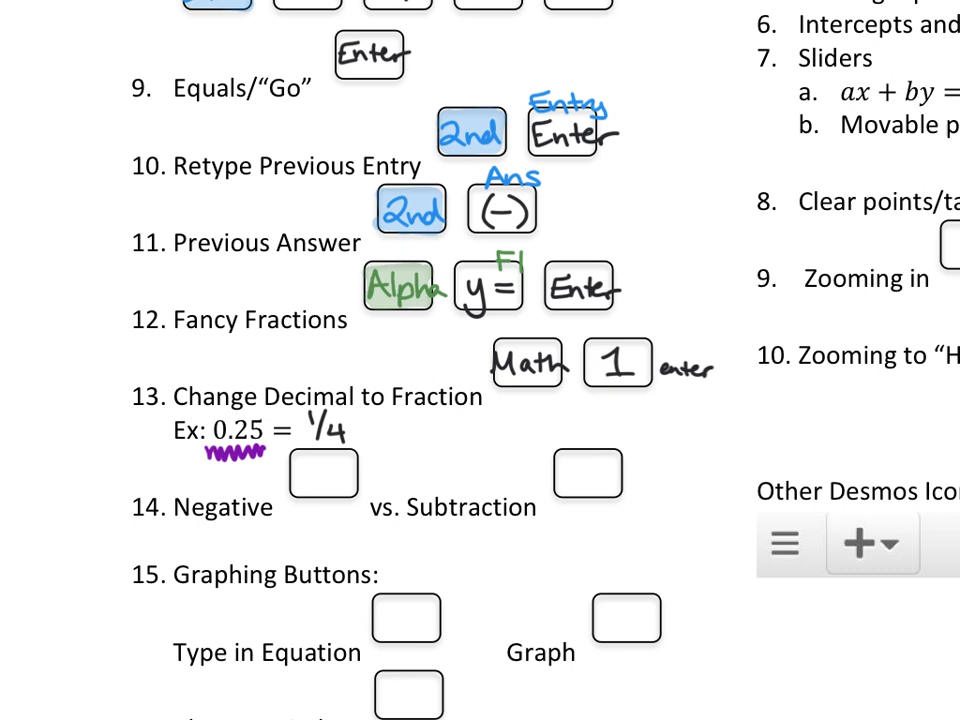 Enter
9. Equals/“Go”
Entry
2nd Enter
10. Retype Previous Entry
Ans
2nd (-)
11. Previous Answer
F1
Alpha y= Enter
12. Fancy Fractions
Math 1 enter
13. Change Decimal to Fraction
Ex: 0.25 = 1/4
14. Negative vs. Subtraction
15. Graphing Buttons:
Type in Equation Graph
6. Intercepts and
7. Sliders
a. ax + by =
b. Movable p
8. Clear points/ta
9. Zooming in
10. Zooming to “H
Other Desmos Ico